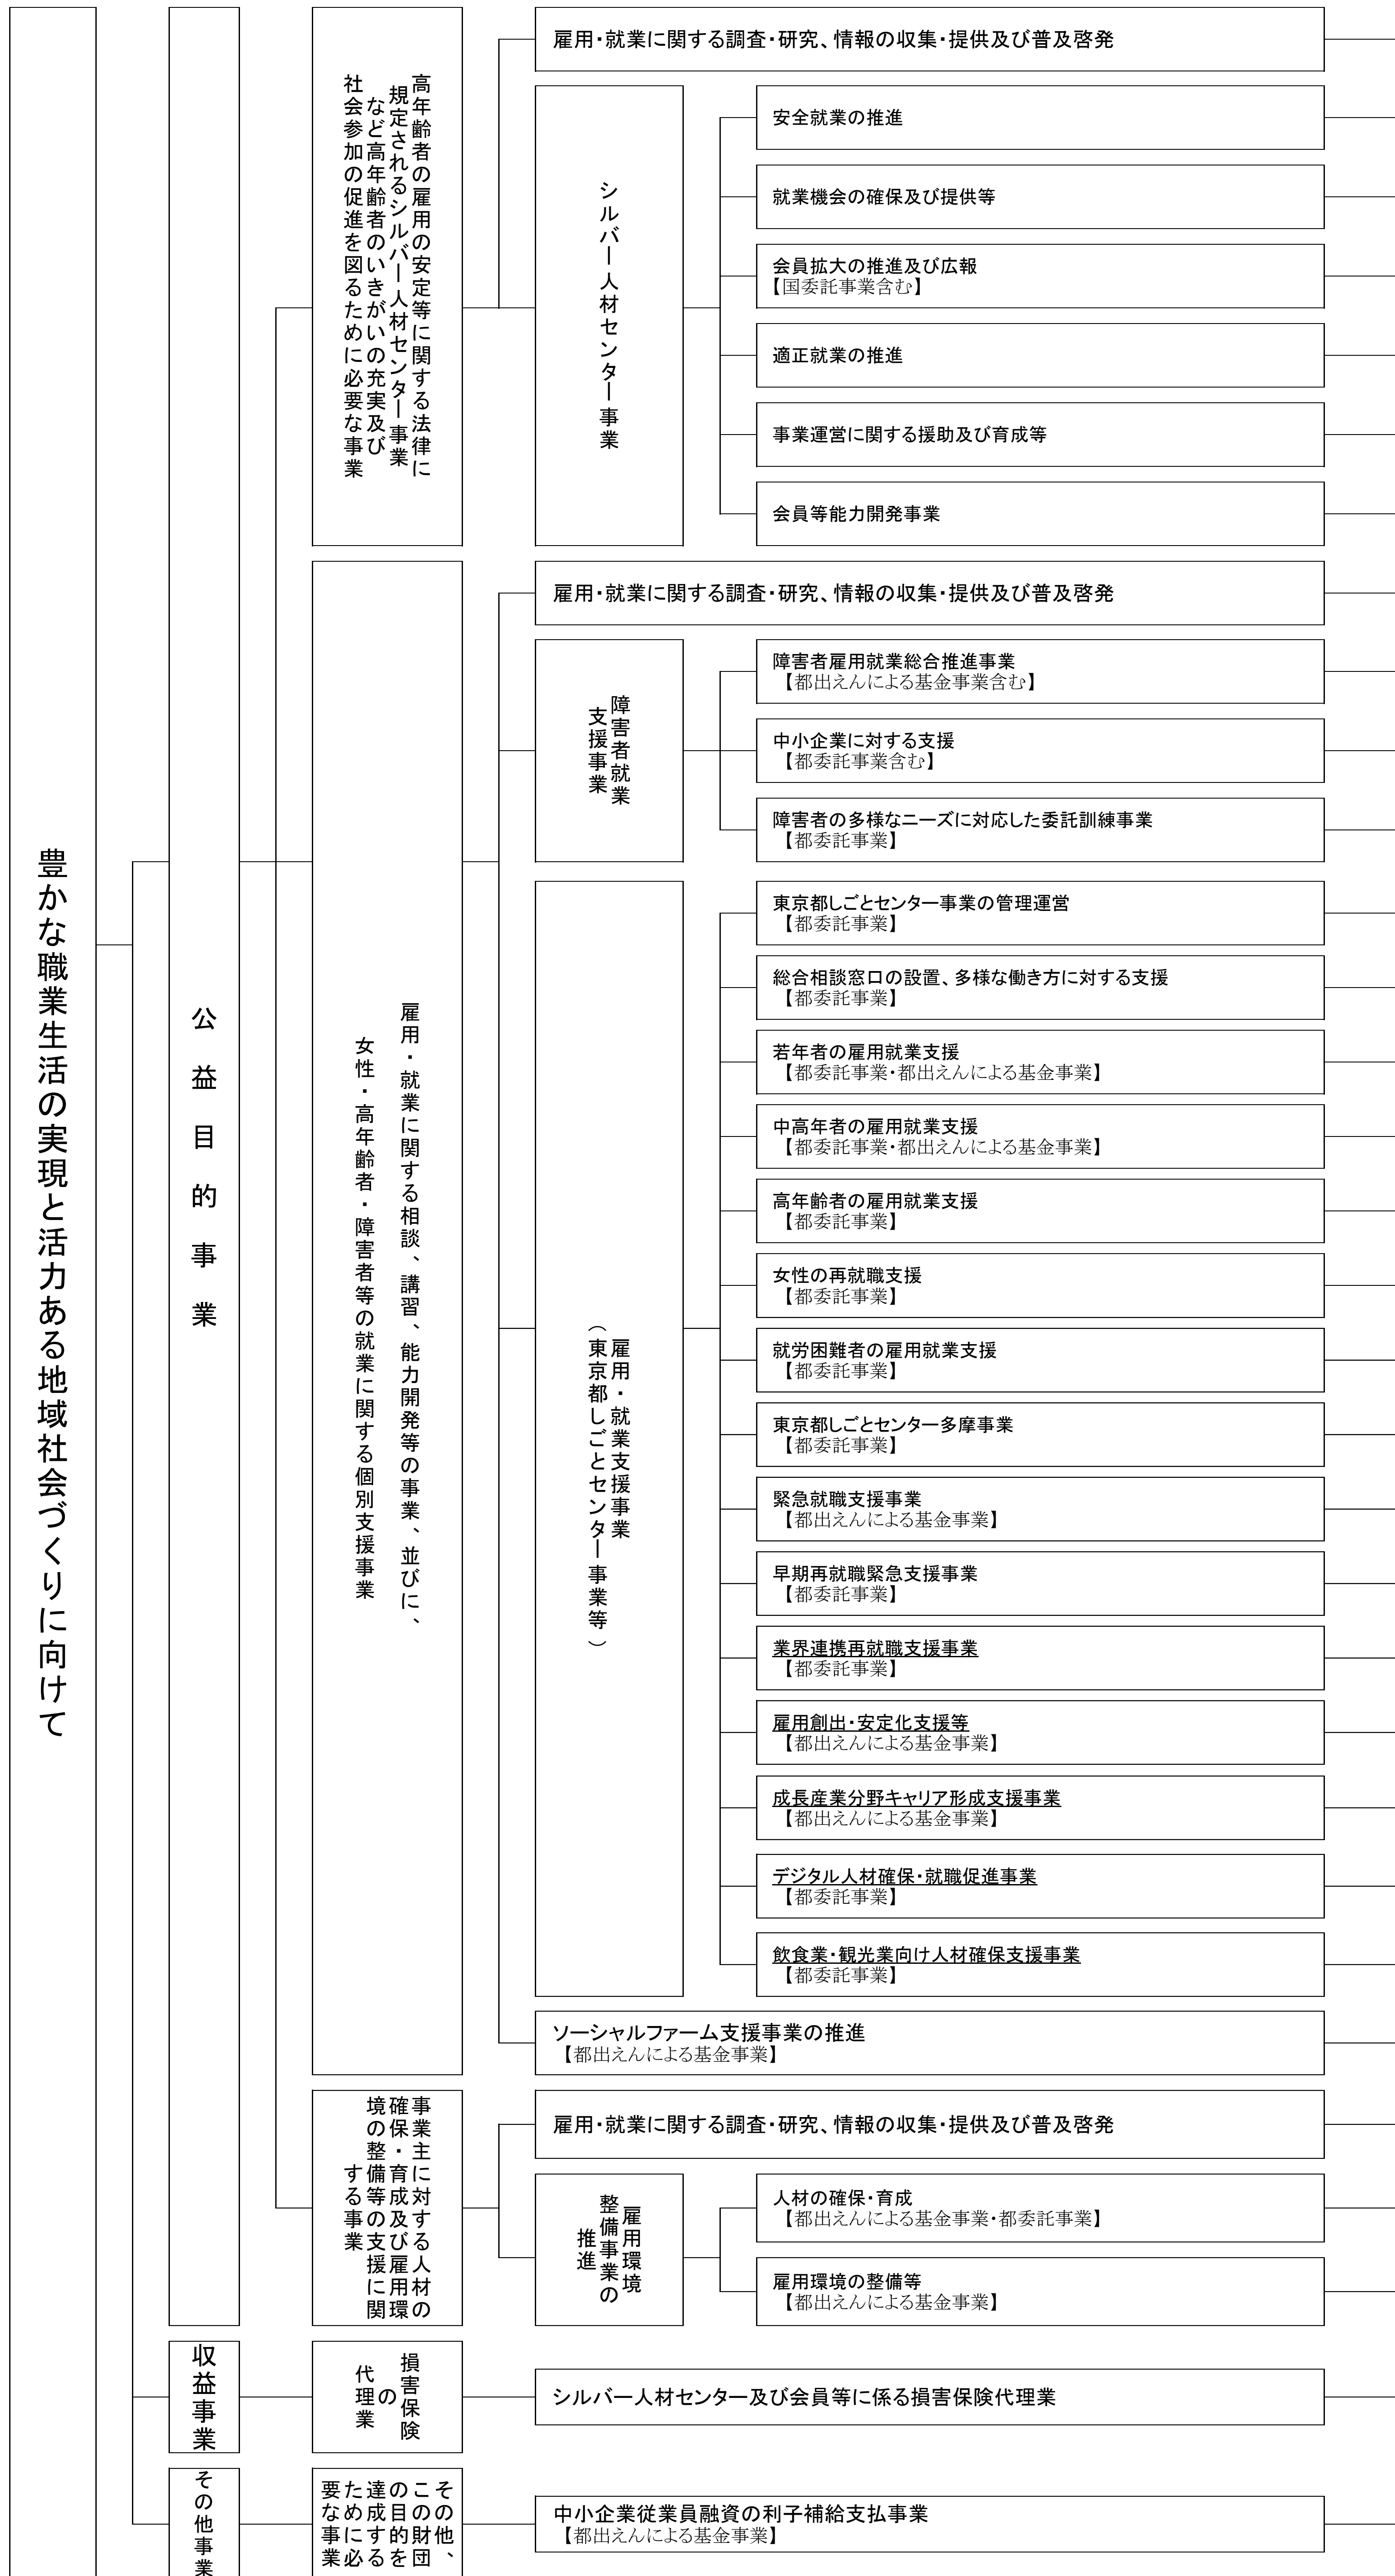 豊かな職業生活の実現と活力ある地域社会づくりに向けて
公益目的事業
高年齢者の雇用の安定等に関する法律に
規定されるシルバー人材センター事業
など高年齢者のいきがいの充実及び
社会参加の促進を図るために必要な事業
雇用・就業に関する調査・研究、情報の収集・提供及び普及啓発
シルバー人材センター事業
安全就業の推進
就業機会の確保及び提供等
会員拡大の推進及び広報
【国委託事業含む】
適正就業の推進
事業運営に関する援助及び育成等
会員等能力開発事業
雇用・就業に関する相談、講習、能力開発等の事業、並びに、
女性・高年齢者・障害者等の就業に関する個別支援事業
雇用・就業に関する調査・研究、情報の収集・提供及び普及啓発
障害者就業
支援事業
障害者雇用就業総合推進事業
【都出えんによる基金事業含む】
中小企業に対する支援
【都委託事業含む】
障害者の多様なニーズに対応した委託訓練事業
【都委託事業】
雇用・就業支援事業
（東京都しごとセンター事業等）
東京都しごとセンター事業の管理運営
【都委託事業】
総合相談窓口の設置、多様な働き方に対する支援
【都委託事業】
若年者の雇用就業支援
【都委託事業・都出えんによる基金事業】
中高年者の雇用就業支援
【都委託事業・都出えんによる基金事業】
高年齢者の雇用就業支援
【都委託事業】
女性の再就職支援
【都委託事業】
就労困難者の雇用就業支援
【都委託事業】
東京都しごとセンター多摩事業
【都委託事業】
緊急就職支援事業
【都出えんによる基金事業】
早期再就職緊急支援事業
【都委託事業】
業界連携再就職支援事業
【都委託事業】
雇用創出・安定化支援等
【都出えんによる基金事業】
成長産業分野キャリア形成支援事業
【都出えんによる基金事業】
デジタル人材確保・就職促進事業
【都委託事業】
飲食業・観光業向け人材確保支援事業
【都委託事業】
ソーシャルファーム支援事業の推進
【都出えんによる基金事業】
事業主に対する人材の
確保・育成及び雇用環
境の整備等の支援に関
する事業
雇用・就業に関する調査・研究、情報の収集・提供及び普及啓発
雇用環境
整備事業の
推進
人材の確保・育成
【都出えんによる基金事業・都委託事業】
雇用環境の整備等
【都出えんによる基金事業】
収益事業
損害保険
の
代理業
シルバー人材センター及び会員等に係る損害保険代理業
その他事業
その他、
この財団
の目的を
達成する
ために必
要な事業
中小企業従業員融資の利子補給支払事業
【都出えんによる基金事業】